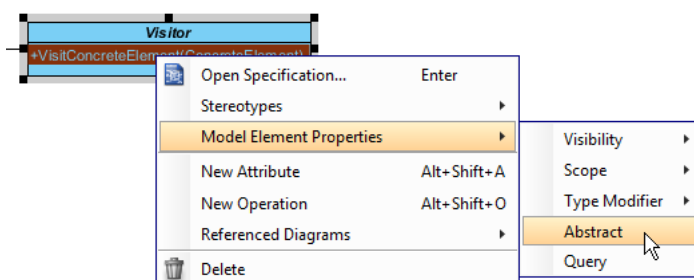 Visitor
+VisitConcreteElement(ConcreteElement)
Open Specification... Enter
Stereotypes
Model Element Properties
New Attribute Alt+Shift+A
New Operation Alt+Shift+O
Referenced Diagrams
Delete
Visibility
Scope
Type Modifier
Abstract
Query